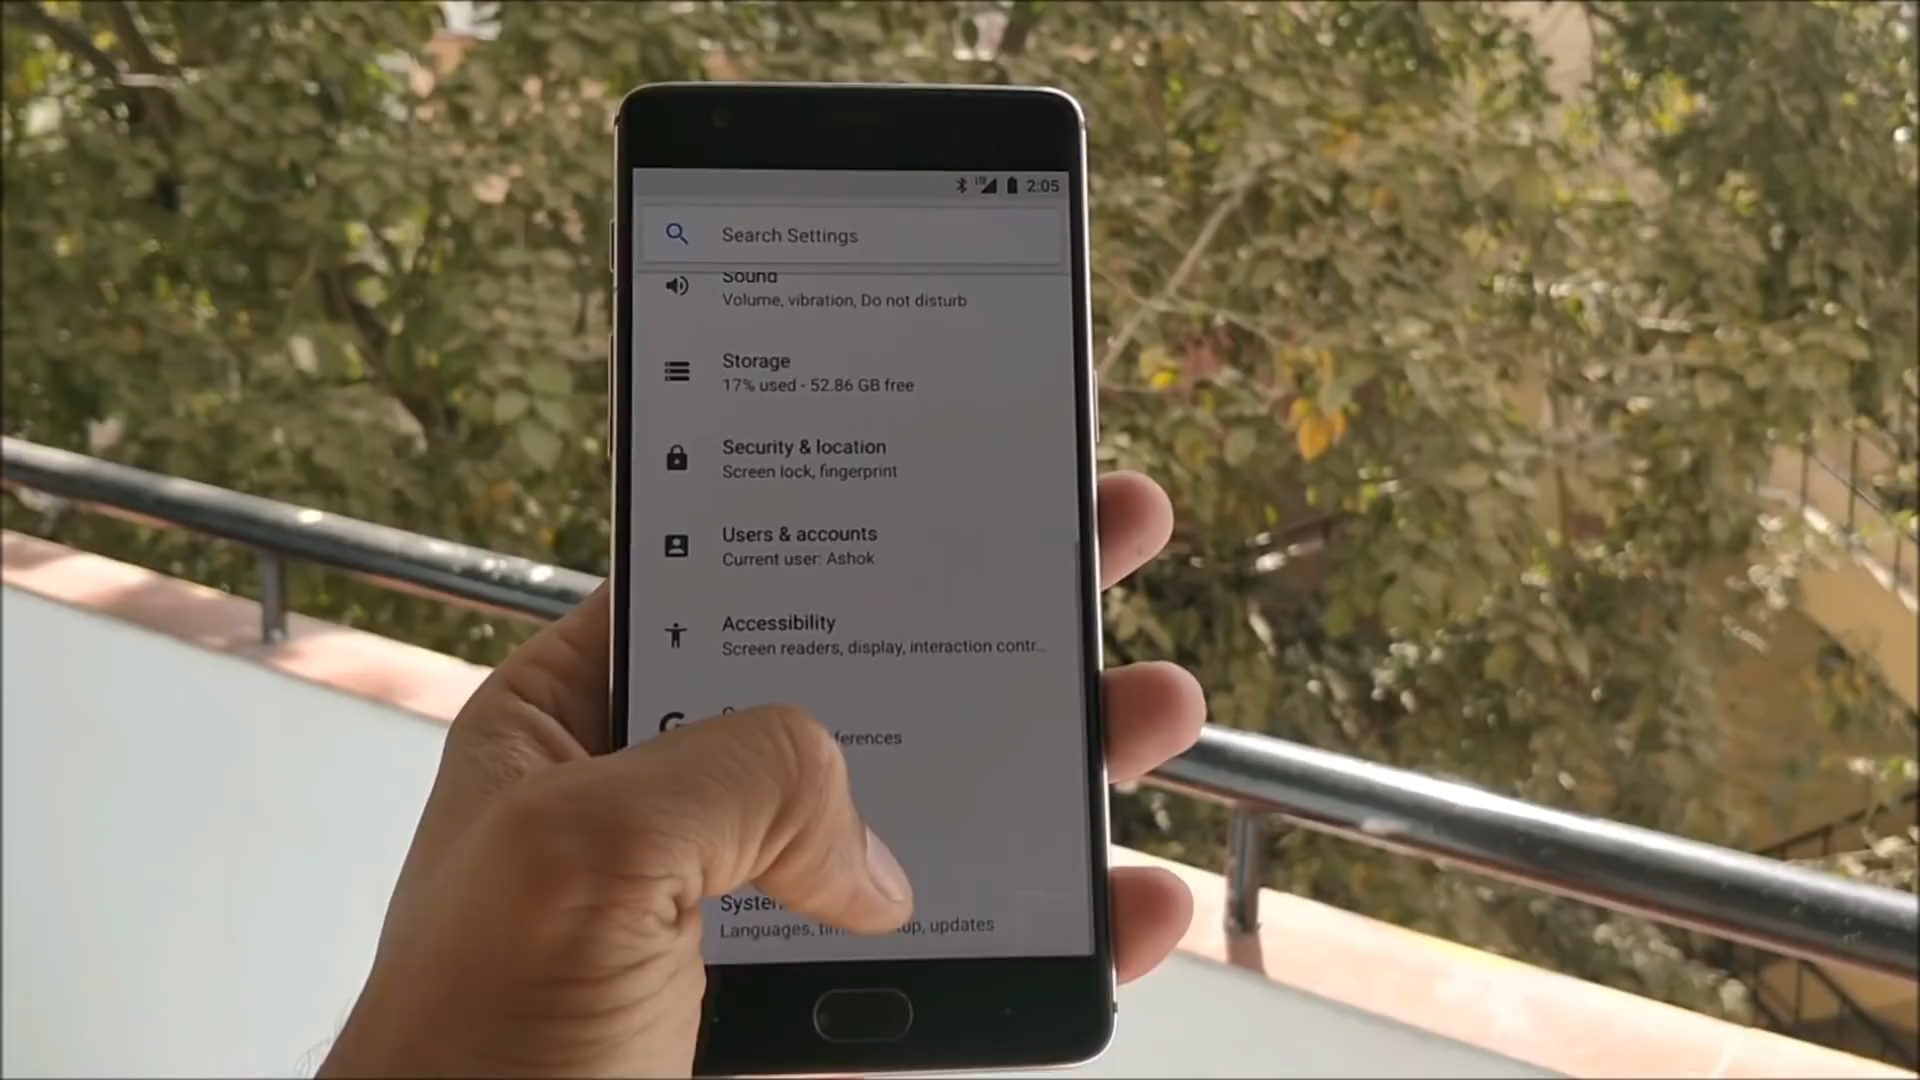 LTE 2:05
Search Settings
Sound
Volume, vibration, Do not disturb
Storage
17% used - 52.86 GB free
Security & location
Screen lock, fingerprint
Users & accounts
Current user: Ashok
Accessibility
Screen readers, display, interaction contr...
Languages, updates